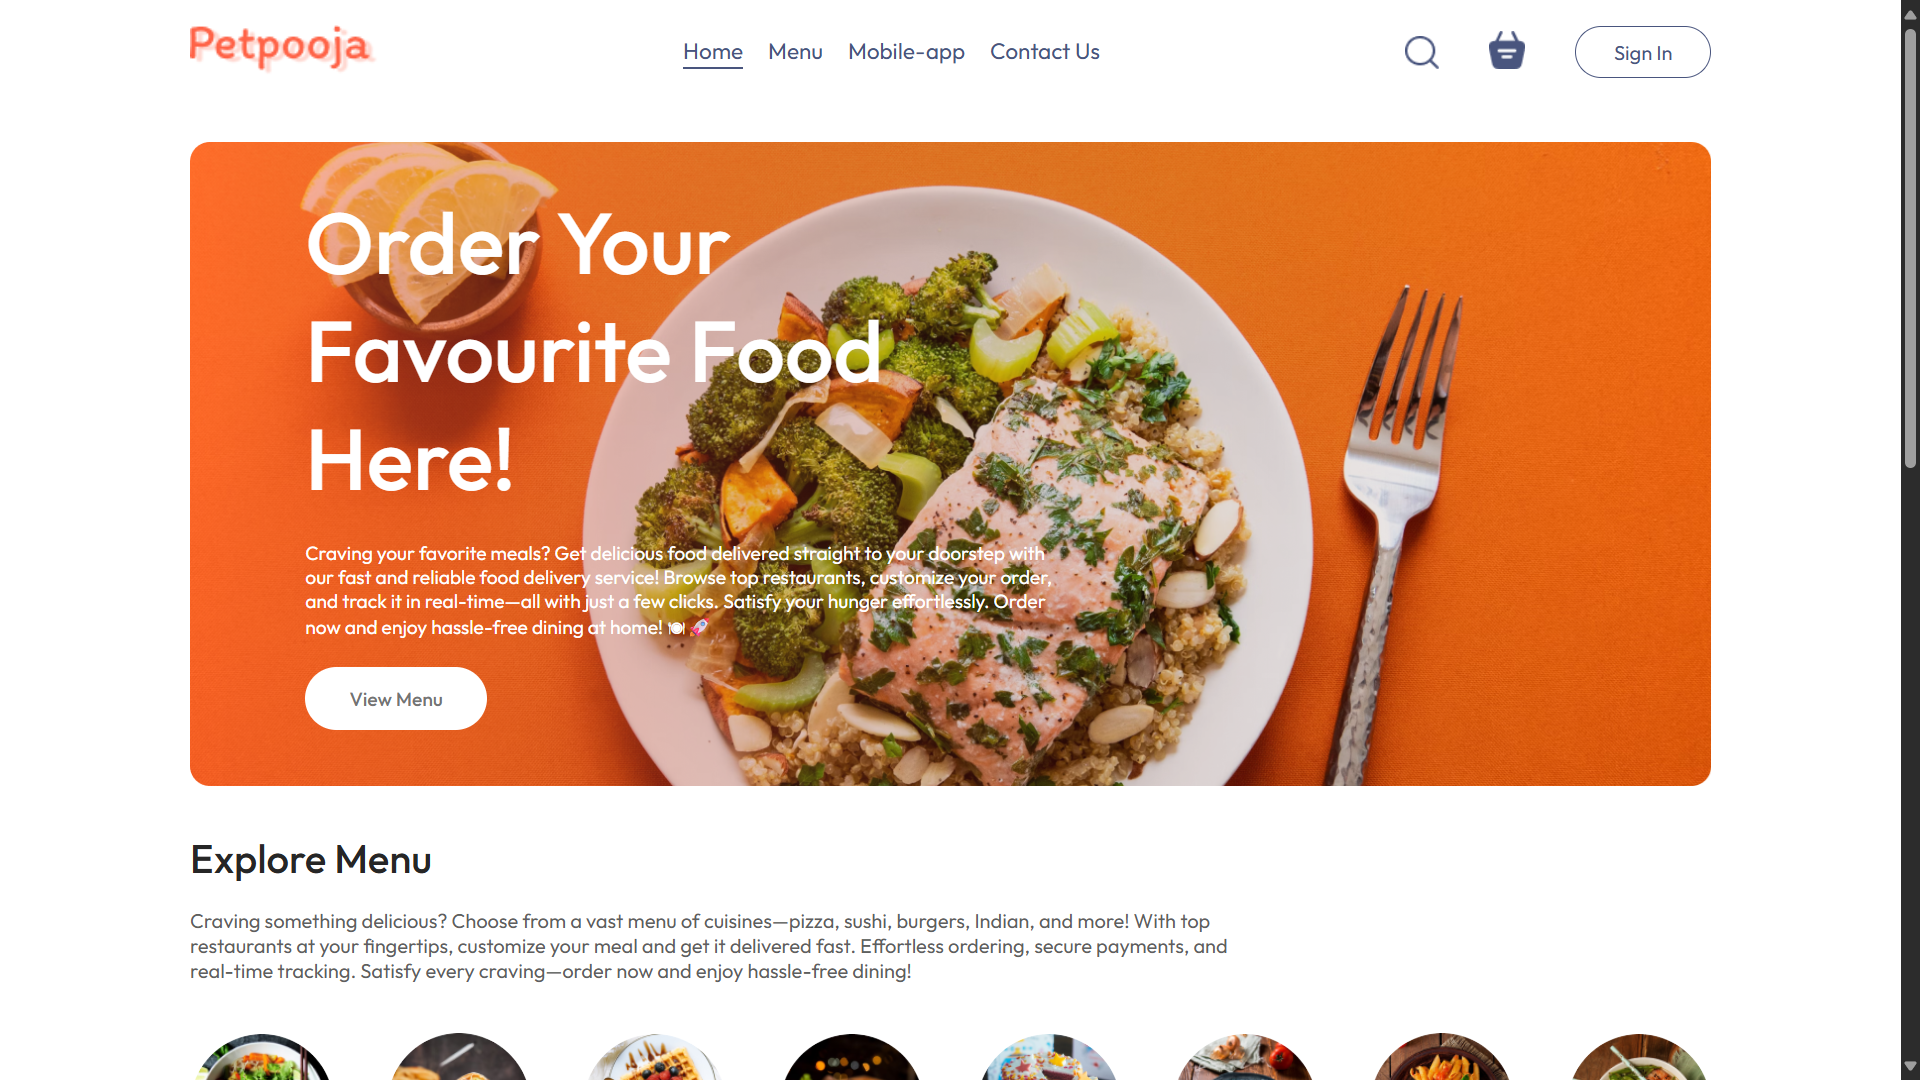 Petpooja
Home Menu Mobile-app Contact Us
Sign In
Order Your
Favourite Food
Here!
Craving your favorite meals? Get delicious food delivered straight to your doorstep with
our fast and reliable food delivery service! Browse top restaurants, customize your order,
and track it in real-time—all with just a few clicks. Satisfy your hunger effortlessly. Order
now and enjoy hassle-free dining at home! 🍽️🚀
View Menu
Explore Menu
Craving something delicious? Choose from a vast menu of cuisines—pizza, sushi, burgers, Indian, and more! With top
restaurants at your fingertips, customize your meal and get it delivered fast. Effortless ordering, secure payments, and
real-time tracking. Satisfy every craving—order now and enjoy hassle-free dining!